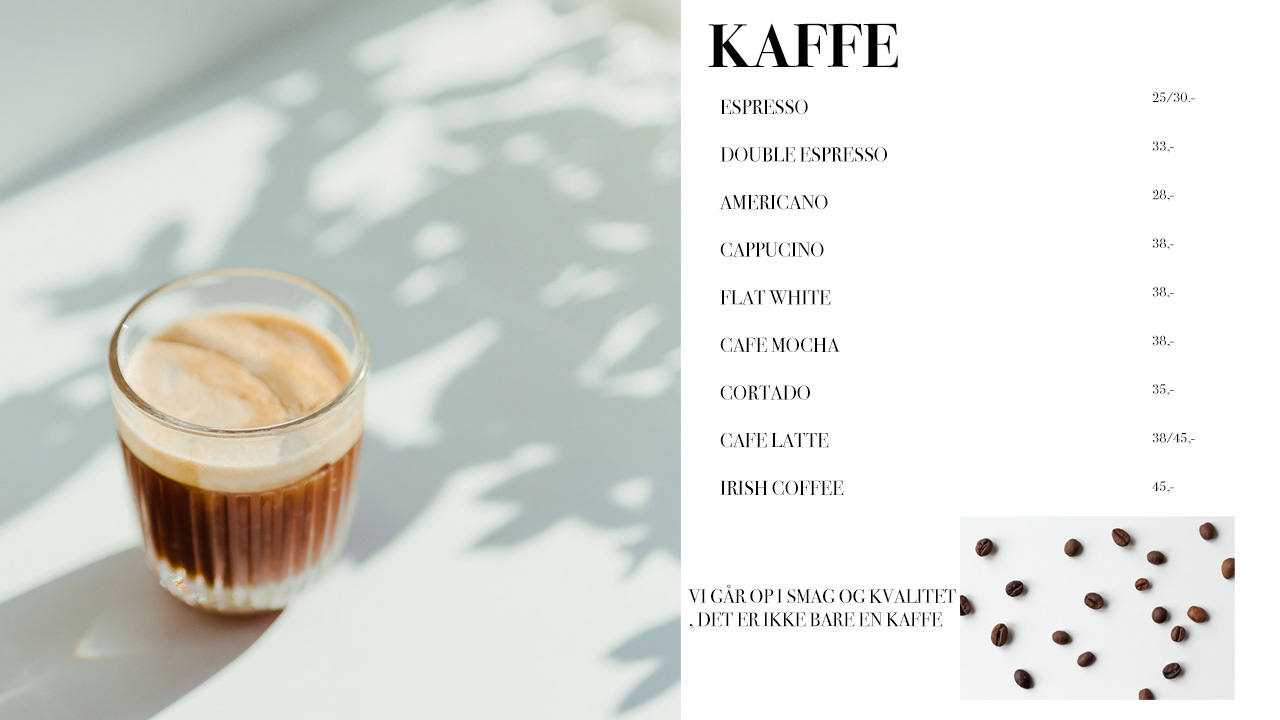 KAFFE
ESPRESSO 25/30.-
DOUBLE ESPRESSO 33,-
AMERICANO 28,-
CAPPUCINO 38,-
FLAT WHITE 38,-
CAFE MOCHA 38,-
CORTADO 35,-
CAFE LATTE 38/45,-
IRISH COFFEE 45,-
VI GÅR OP I SMAG OG KVALITET
, DET ER IKKE BARE EN KAFFE